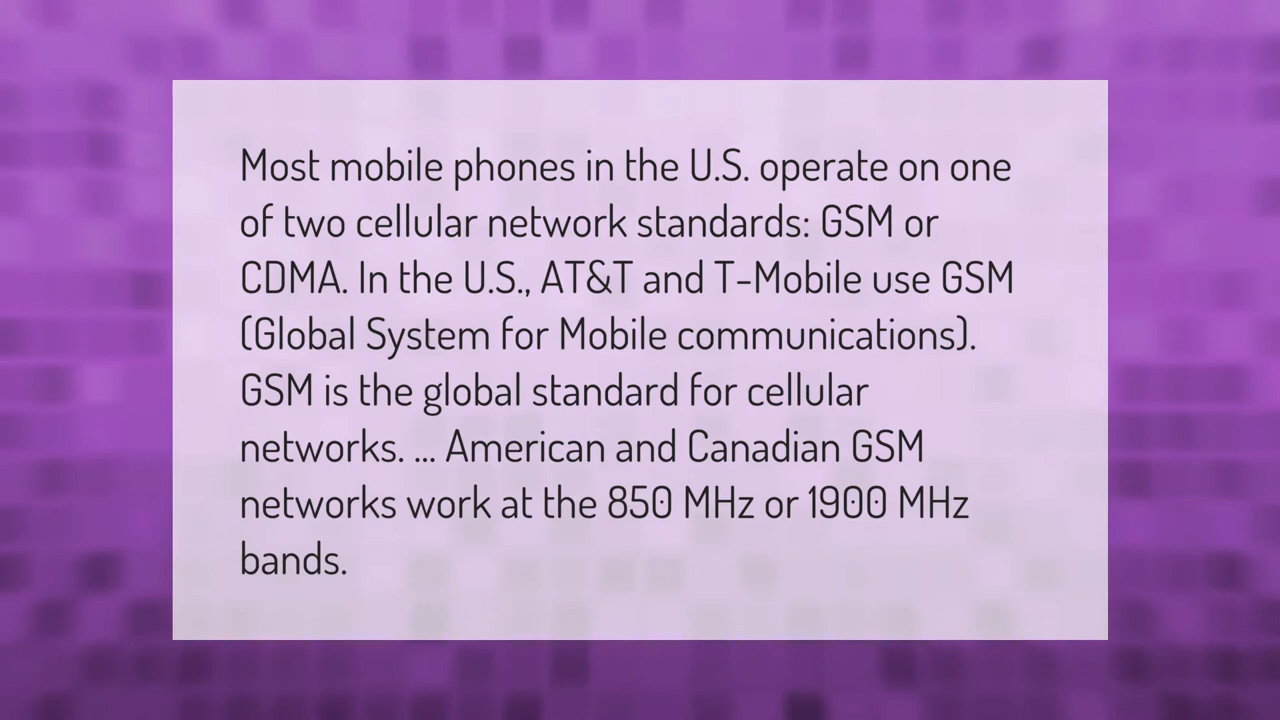 Most mobile phones in the U.S. operate on one
of two cellular network standards: GSM or
CDMA. In the U.S., AT&T and T-Mobile use GSM
(Global System for Mobile communications).
GSM is the global standard for cellular
networks. ... American and Canadian GSM
networks work at the 850 MHz or 1900 MHz
bands.